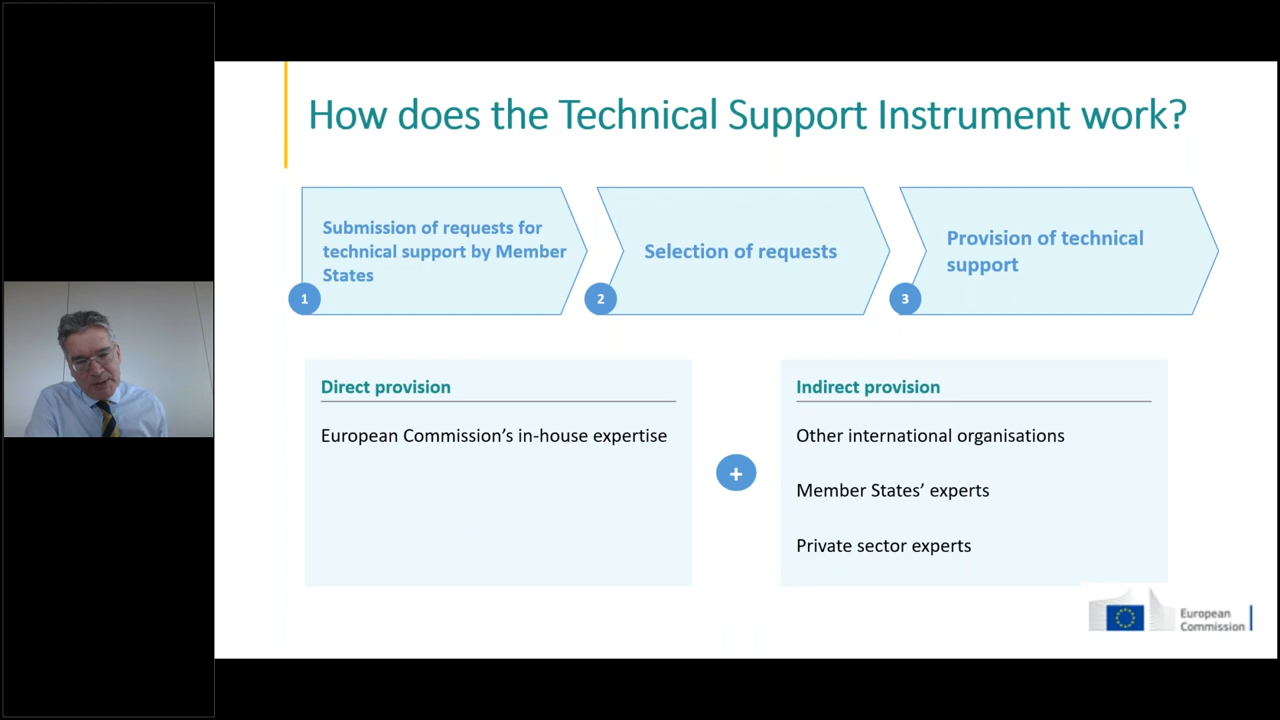 How does the Technical Support Instrument work?
Submission of requests for
technical support by Member
States
1
Selection of requests
2
Provision of technical
support
3
Direct provision
European Commission’s in-house expertise
+
Indirect provision
Other international organisations
Member States’ experts
Private sector experts
European
Commission